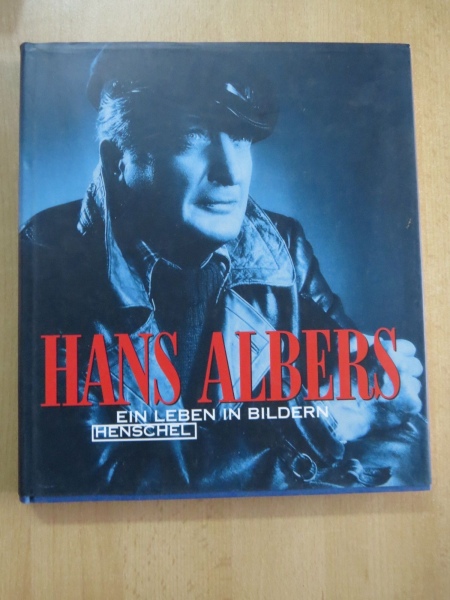 HANS ALBERS
EIN LEBEN IN BILDERN
HENSCHEL